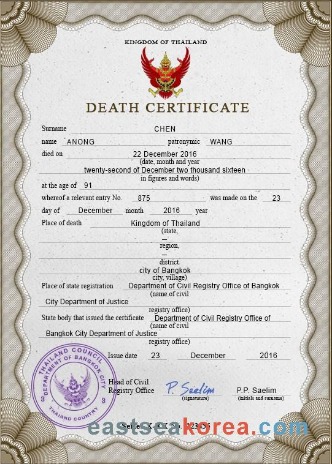 KINGDOM OF THAILAND
DEATH CERTIFICATE
Surname CHEN
name ANONG patronymic WANG
died on 22 December 2016
(date, month and year
twenty-second of December two thousand sixteen
in figures and words)
at the age of 91
whereof a relevant entry No. 875 was made on the 23
day of December month 2016 year
Place of death Kingdom of Thailand
(state,
–
region,
–
district.
city of Bangkok
city, village)
Place of state registration Department of Civil Registry Office of Bangkok
(name of civil
City Department of Justice
registry office)
State body that issued the certificate Department of Civil Registry Office of
(name of civil
Bangkok City Department of Justice
registry office)
Issue date 23 December 2016
THAILAND COUNCIL
DEPARTMENT OF BANGKOK CITY
THAILAND COUNTRY
Head of Civil
Registry Office P. Saelim P.P. Saelim
(signature) (initials and surname)
eastseakorea.com